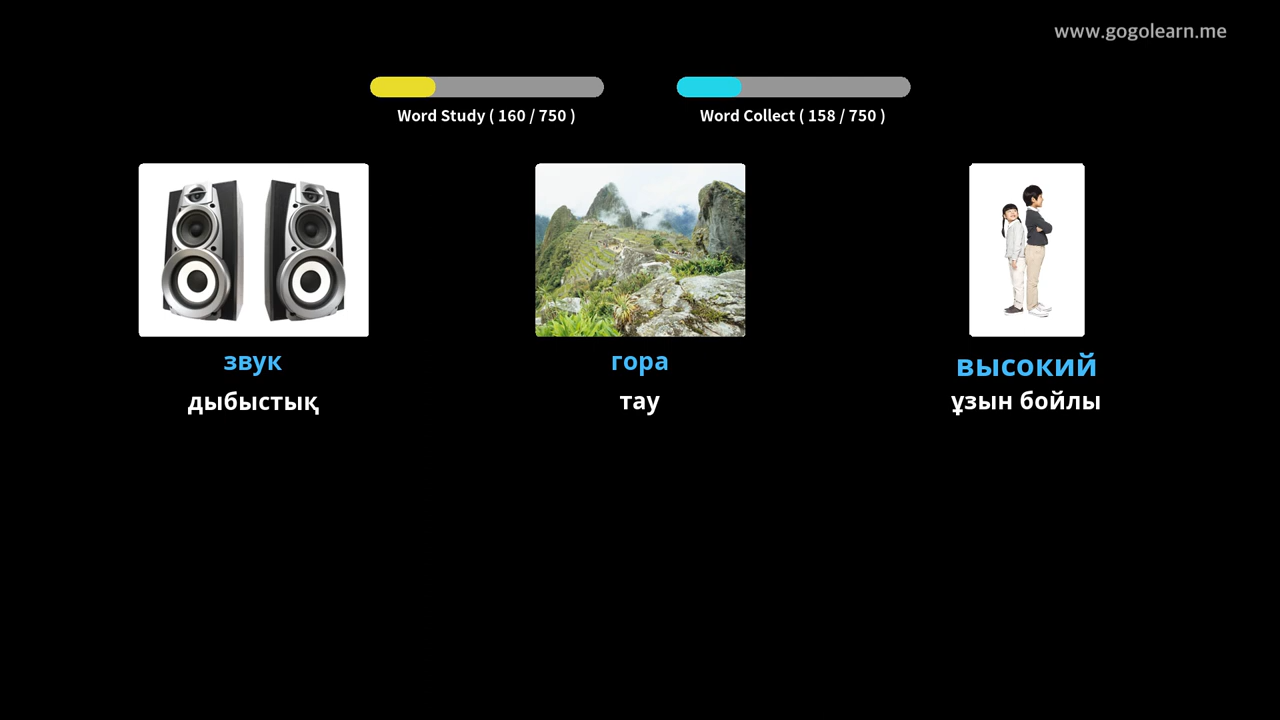 www.gogolearn.me
Word Study ( 160 / 750 )
Word Collect ( 158 / 750 )
звук
гора
высокий
дыбыстық
тау
ұзын бойлы